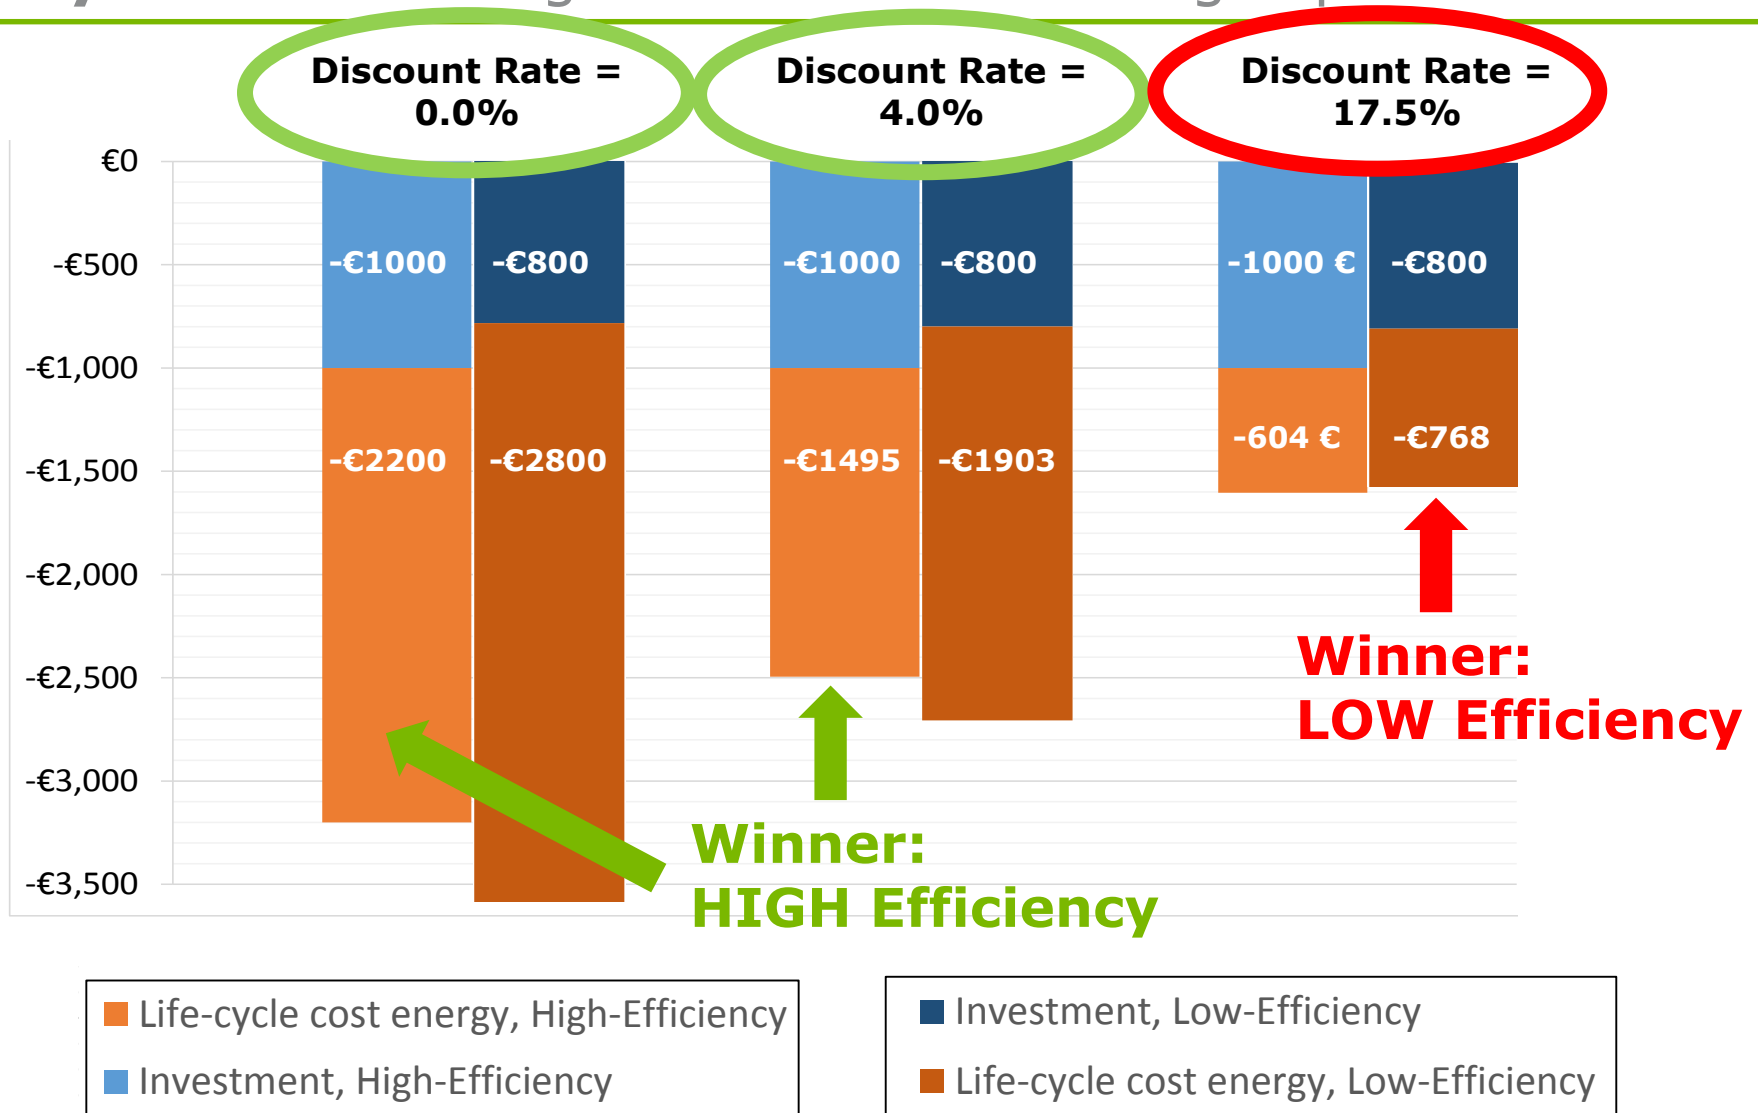 Discount Rate =
0.0%
Discount Rate =
4.0%
Discount Rate =
17.5%
€0
-€500
-€1,000
-€1,500
-€2,000
-€2,500
-€3,000
-€3,500
-€1000
-€800
-€1000
-€800
-1000 €
-€800
-€2200
-€2800
-€1495
-€1903
-604 €
-€768
Winner:
LOW Efficiency
Winner:
HIGH Efficiency
Life-cycle cost energy, High-Efficiency
Investment, High-Efficiency
Investment, Low-Efficiency
Life-cycle cost energy, Low-Efficiency